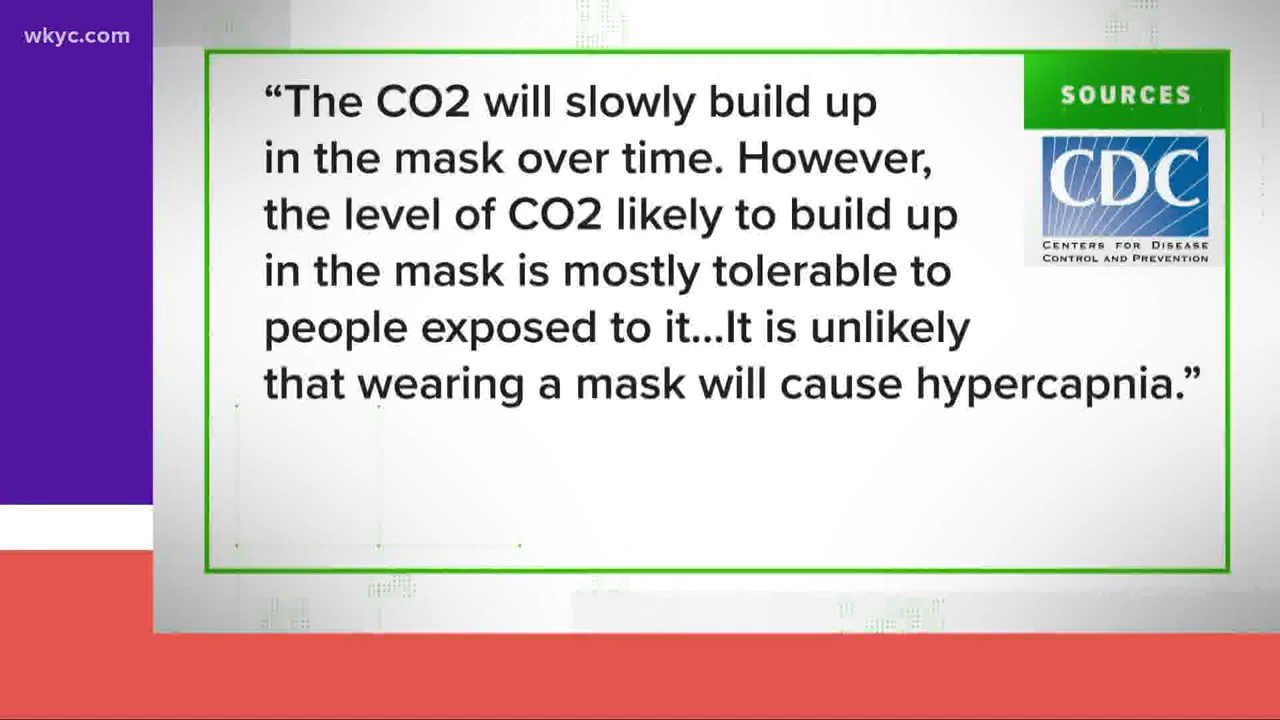 wkyc.com
“The CO2 will slowly build up
in the mask over time. However,
the level of CO2 likely to build up
in the mask is mostly tolerable to
people exposed to it...It is unlikely
that wearing a mask will cause hypercapnia.”
SOURCES
CDC
CENTERS FOR DISEASE
CONTROL AND PREVENTION